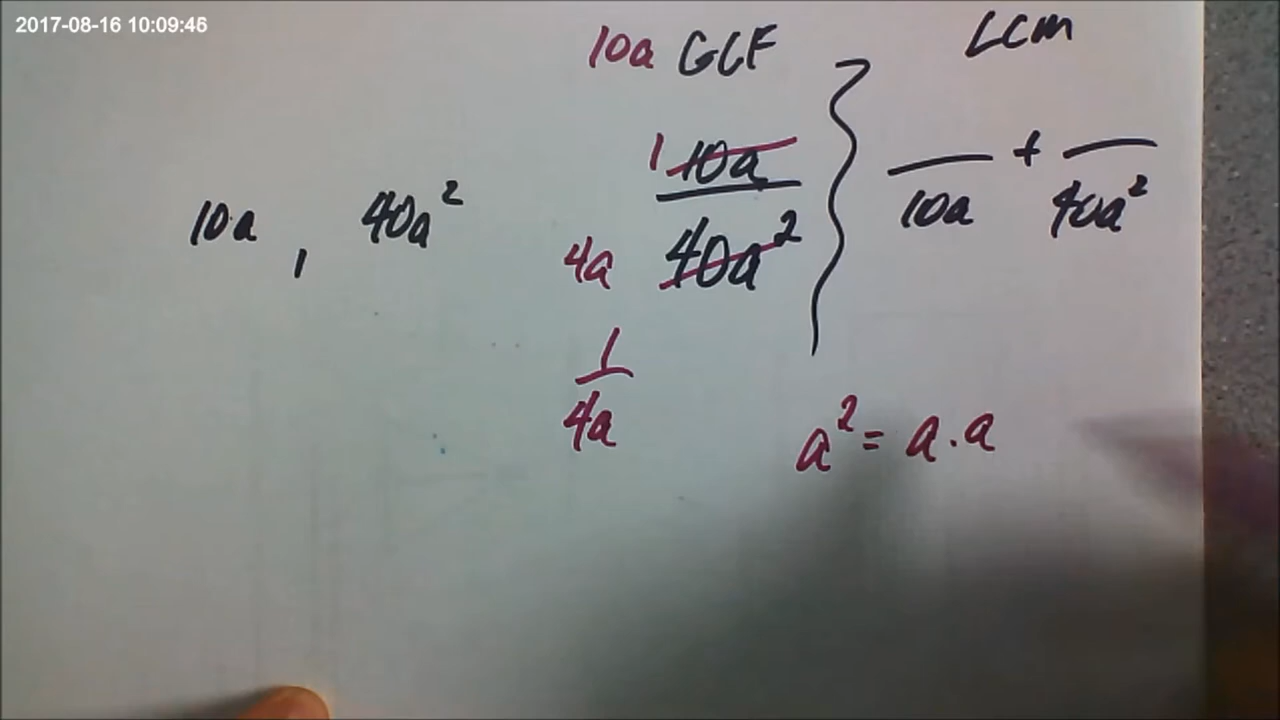 2017-08-16 10:09:46
10a GCF
LCM
10a , 40a²
1 10a
4a 40a²
1
4a
— + —
10a 40a²
a² = a · a